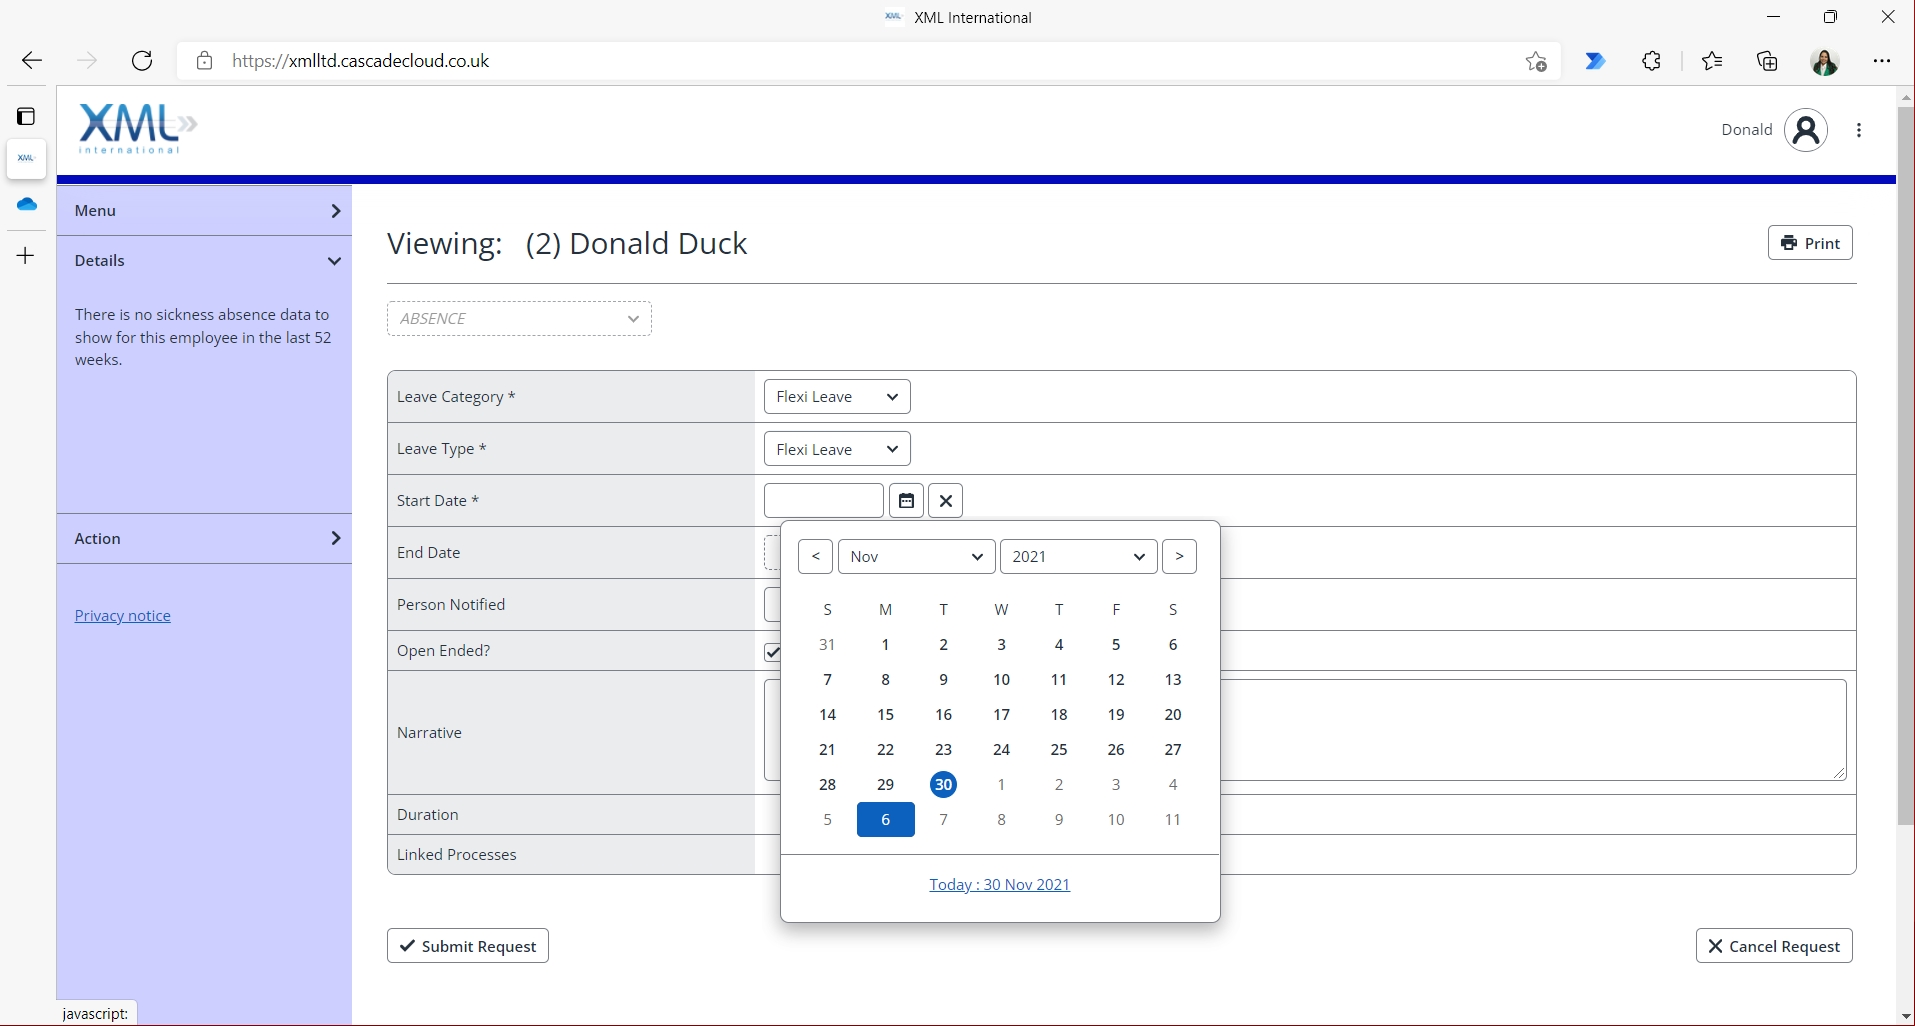 XML XML International
https://xmlltd.cascadecloud.co.uk
XML
international
Donald
XML
Menu
Details
There is no sickness absence data to
show for this employee in the last 52
weeks.
Action
Privacy notice
Viewing: (2) Donald Duck
Print
ABSENCE
Leave Category * Flexi Leave
Leave Type * Flexi Leave
Start Date *
End Date
Person Notified
Open Ended?
Narrative
Duration
Linked Processes
< Nov 2021 >
S M T W T F S
31 1 2 3 4 5 6
7 8 9 10 11 12 13
14 15 16 17 18 19 20
21 22 23 24 25 26 27
28 29 30 1 2 3 4
5 6 7 8 9 10 11
Today : 30 Nov 2021
Submit Request
Cancel Request
javascript: